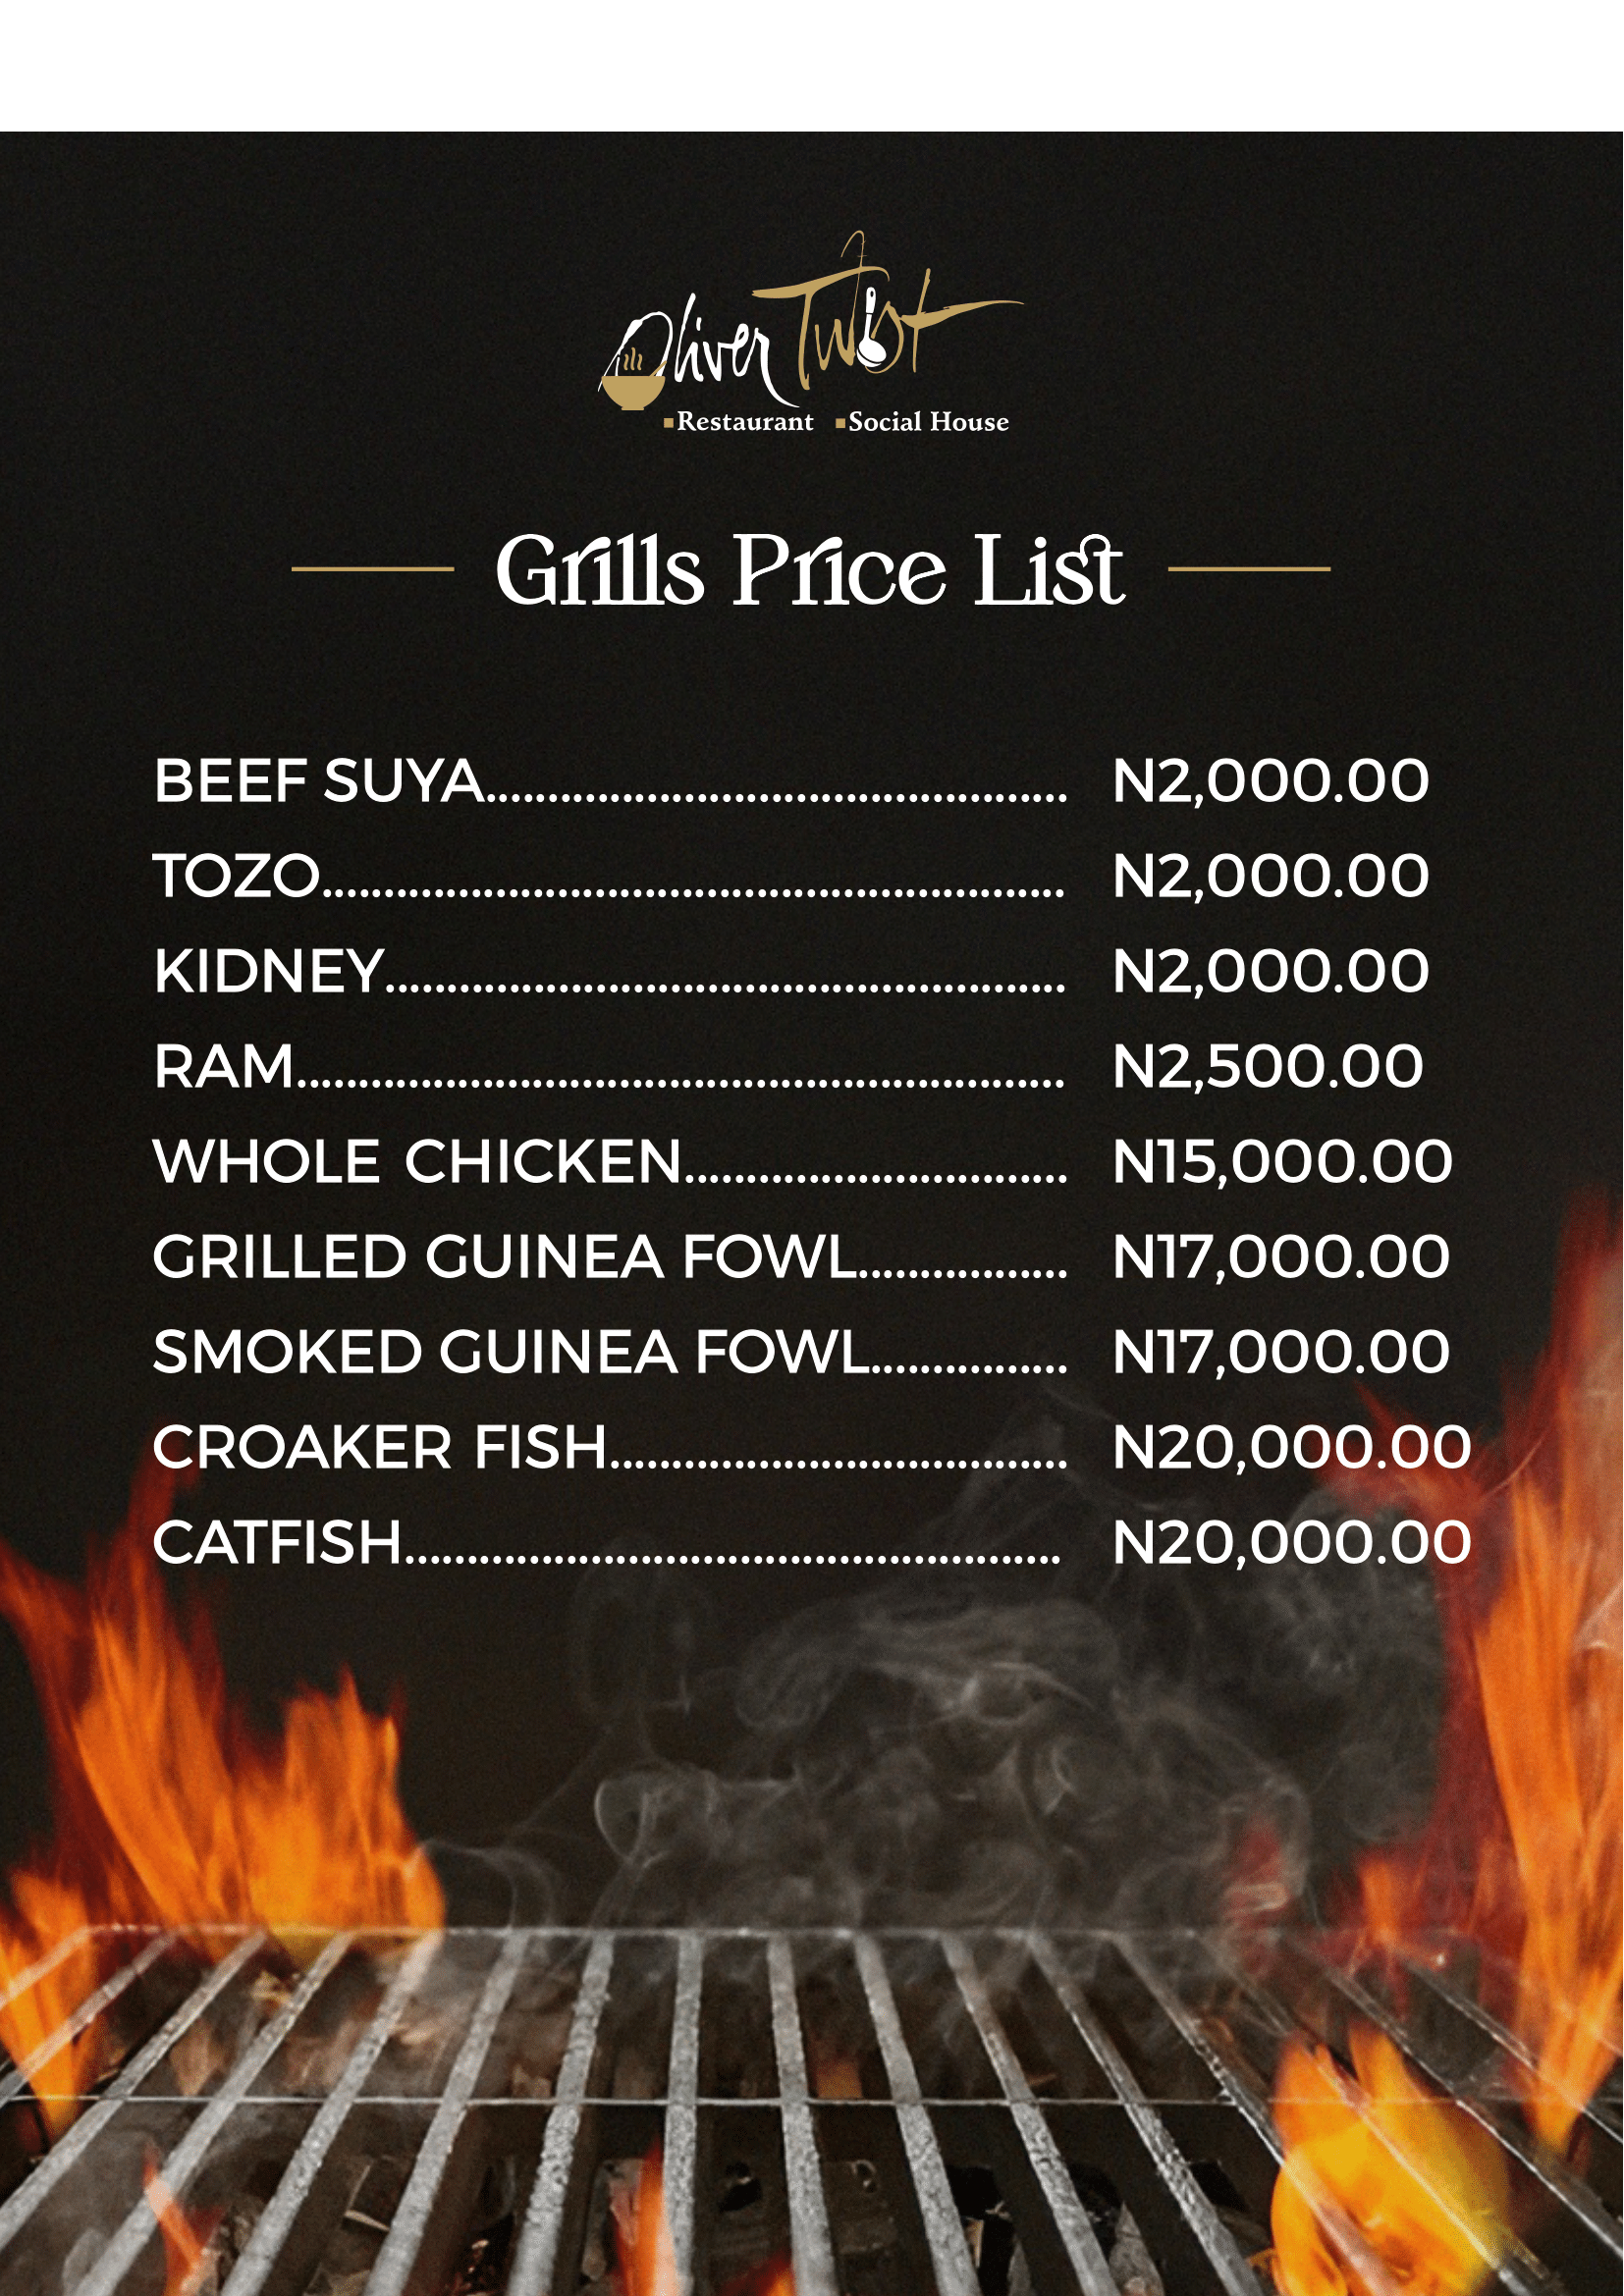 Oliver Twist
Restaurant Social House
Grills Price List
BEEF SUYA............................................... N2,000.00
TOZO............................................................ N2,000.00
KIDNEY....................................................... N2,000.00
RAM.............................................................. N2,500.00
WHOLE CHICKEN............................... N15,000.00
GRILLED GUINEA FOWL................. N17,000.00
SMOKED GUINEA FOWL................ N17,000.00
CROAKER FISH..................................... N20,000.00
CATFISH..................................................... N20,000.00